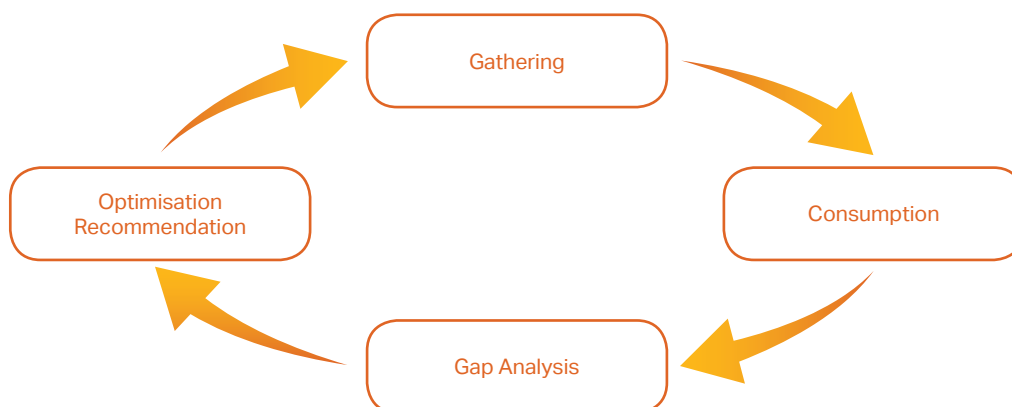 Gathering
Optimisation
Recommendation
Consumption
Gap Analysis